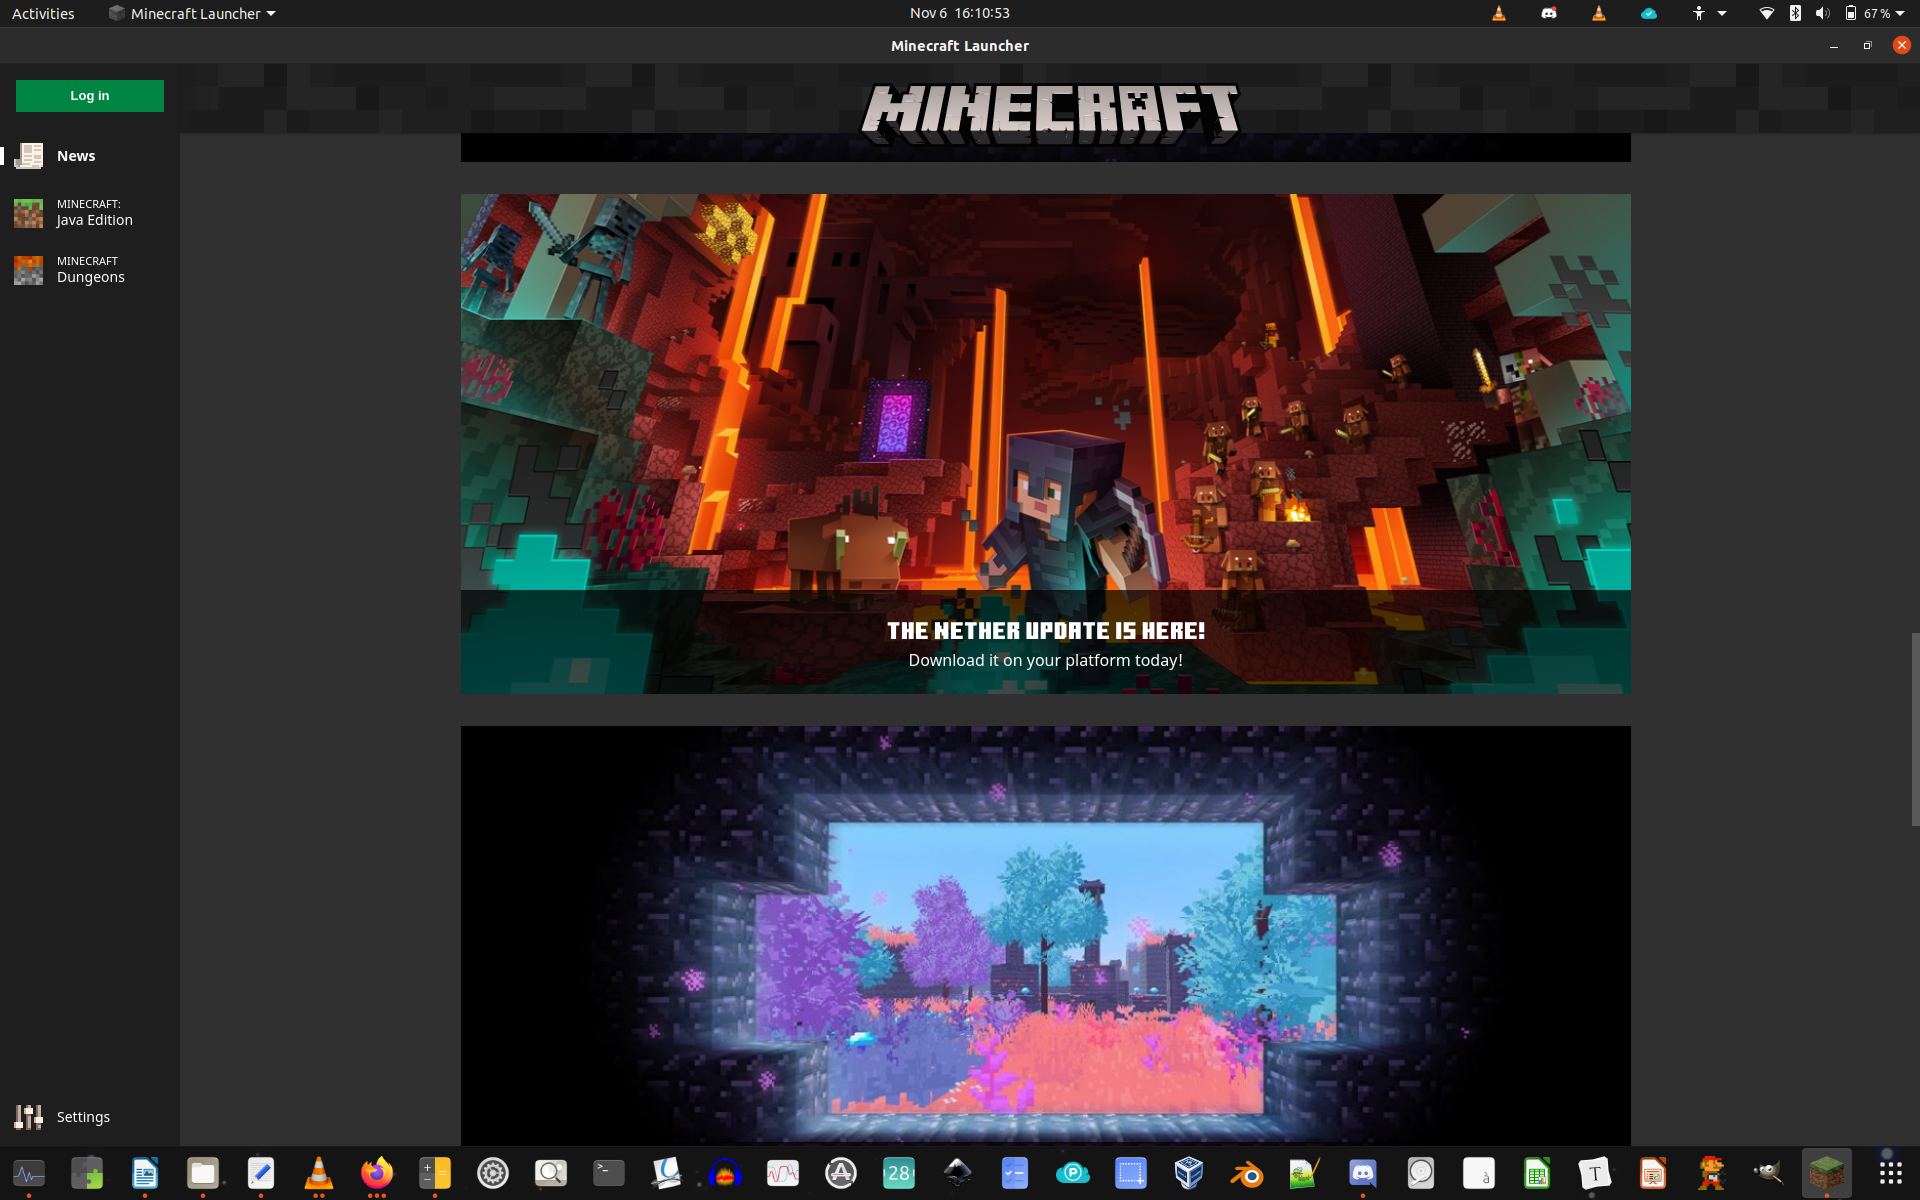 Activities
Minecraft Launcher
Nov 6 16:10:53
67 %
Minecraft Launcher
Log in
MINECRAFT
News
MINECRAFT:
Java Edition
MINECRAFT
Dungeons
THE NETHER UPDATE IS HERE!
Download it on your platform today!
Settings
28
P
T
à